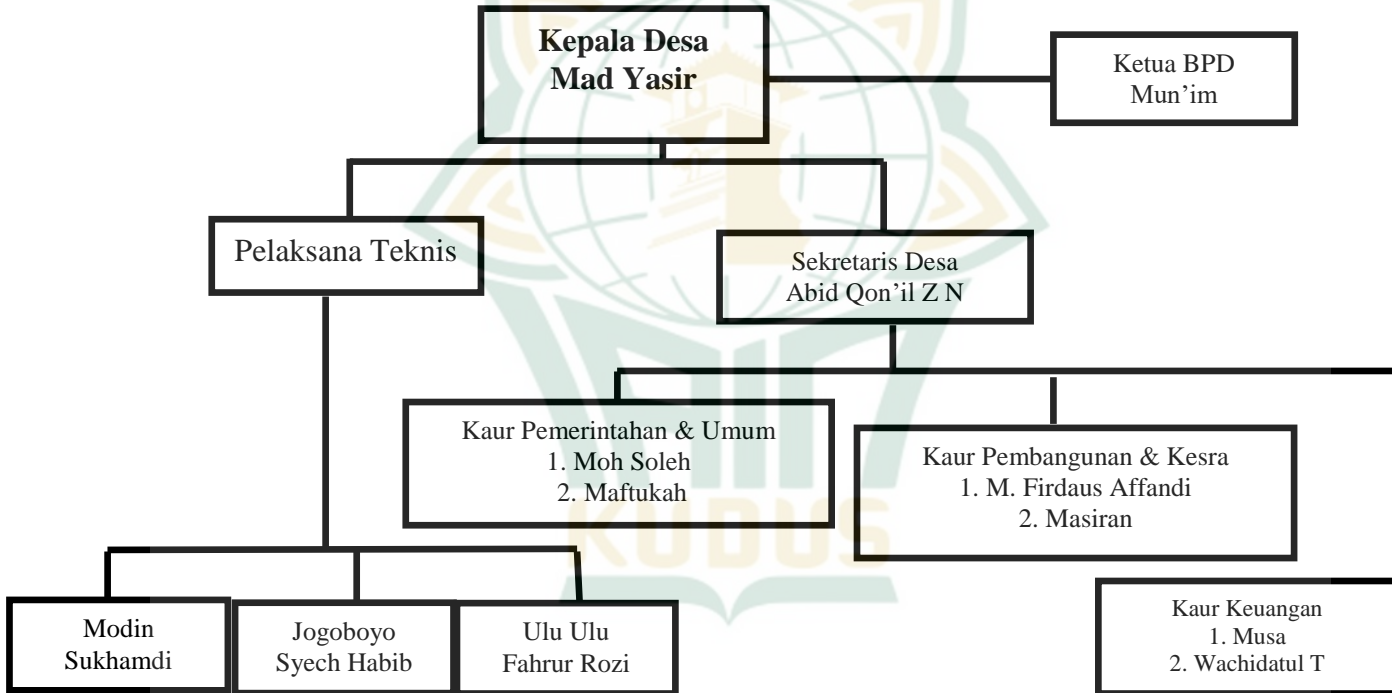 Kepala Desa
Mad Yasir
Ketua BPD
Mun'im
Pelaksana Teknis
Sekretaris Desa
Abid Qon'il Z N
Kaur Pemerintahan & Umum
1. Moh Soleh
2. Maftukah
Kaur Pembangunan & Kesra
1. M. Firdaus Affandi
2. Masiran
Modin
Sukhamdi
Jogoboyo
Syech Habib
Ulu Ulu
Fahrur Rozi
Kaur Keuangan
1. Musa
2. Wachidatul T
KUDUS